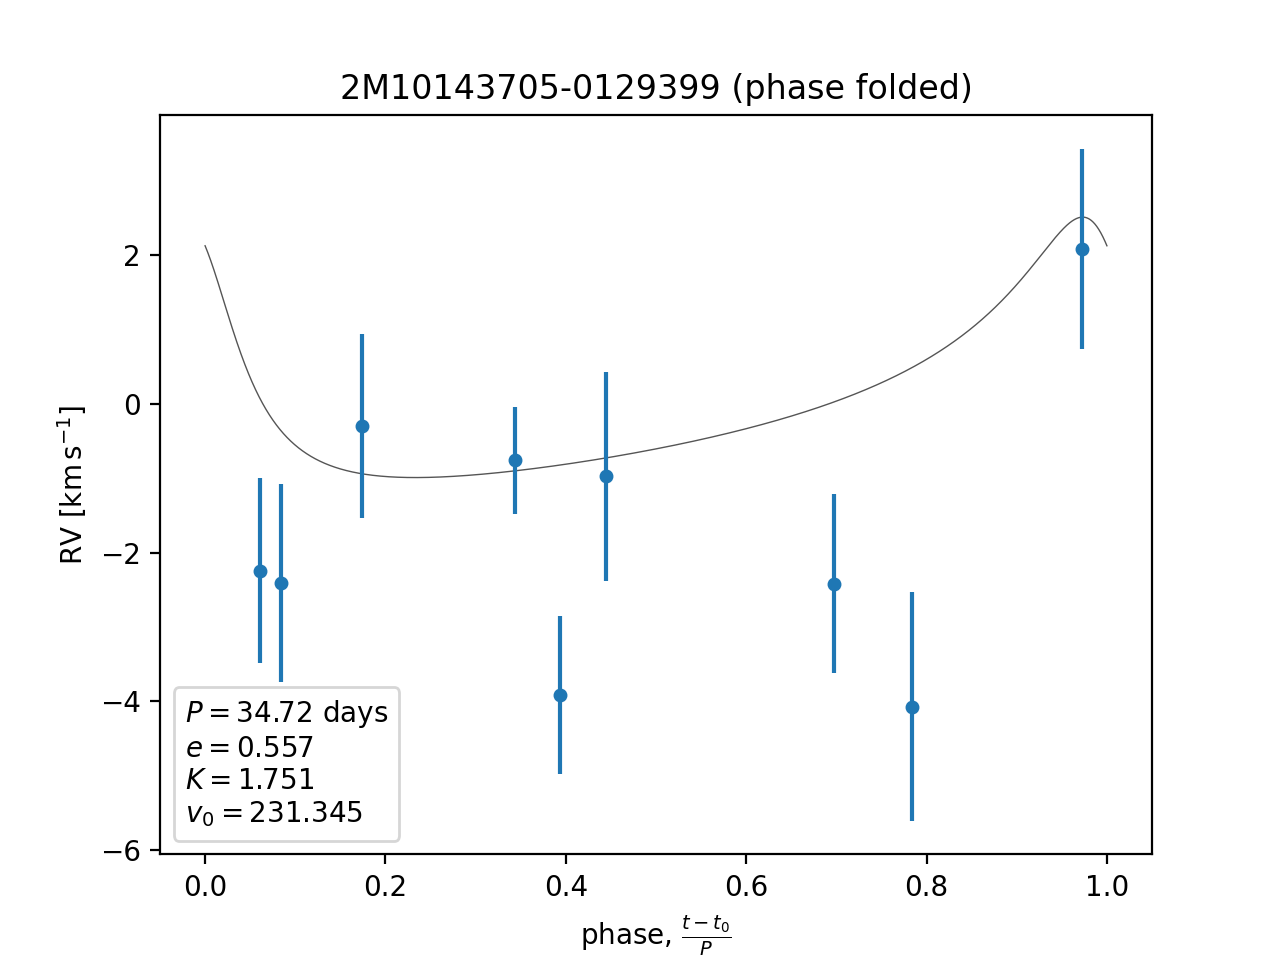 2M10143705-0129399 (phase folded)
RV [km s⁻¹]
2
0
−2
−4
−6
P = 34.72 days
e = 0.557
K = 1.751
v₀ = 231.345
0.0 0.2 0.4 0.6 0.8 1.0
phase, (t − t₀)/P